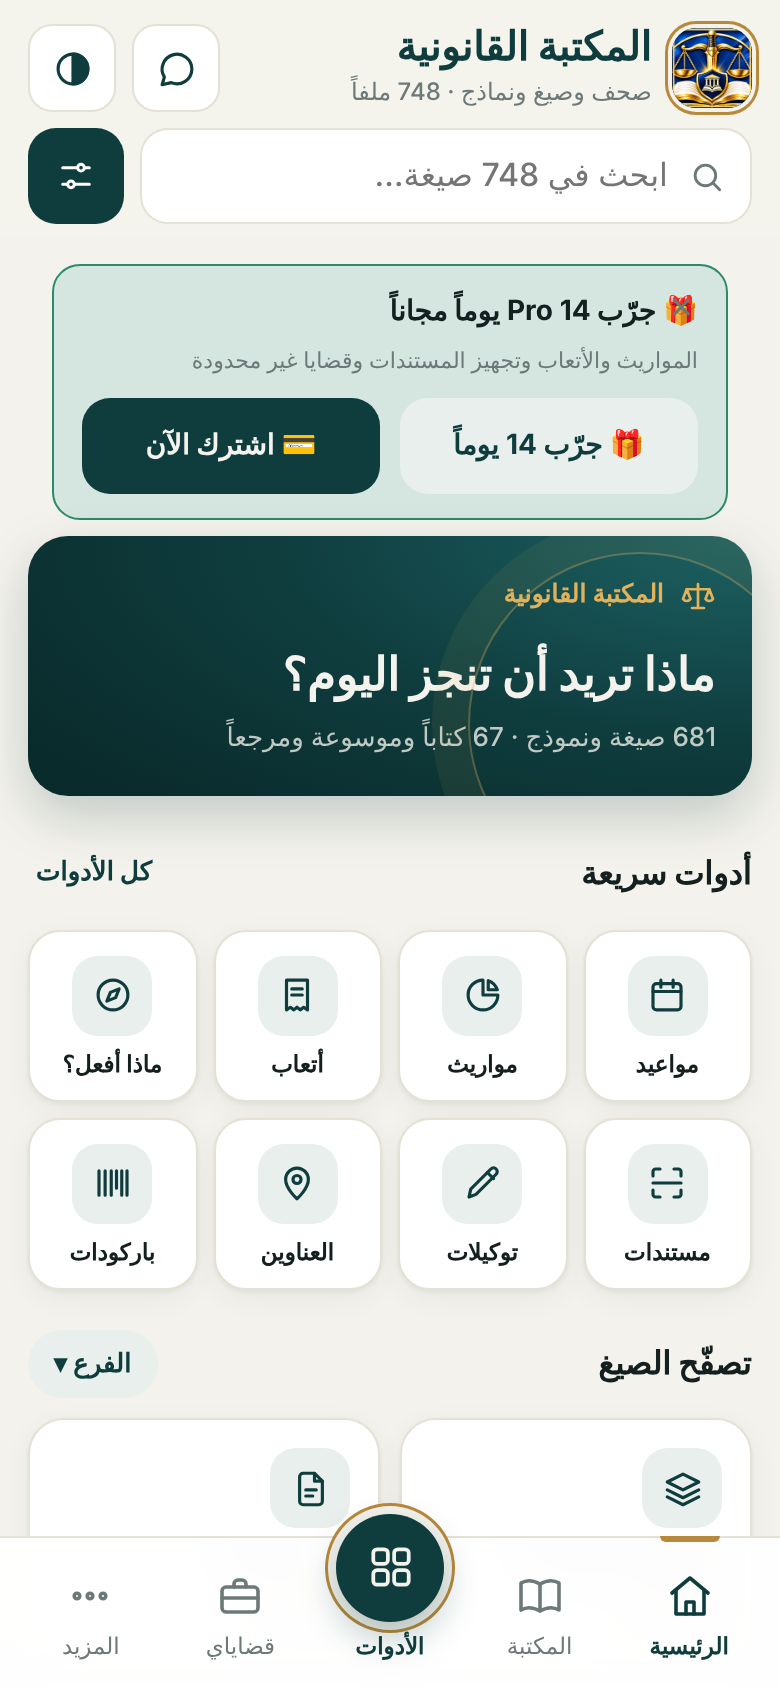 المكتبة القانونية
صحف وصيغ ونماذج · 748 ملفاً
ابحث في 748 صيغة...
🎁 جرّب Pro 14 يوماً مجاناً
المواريث والأتعاب وتجهيز المستندات وقضايا غير محدودة
🎁 جرّب 14 يوماً
💳 اشترك الآن
المكتبة القانونية
ماذا تريد أن تنجز اليوم؟
681 صيغة ونموذج · 67 كتاباً وموسوعة ومرجعاً
أدوات سريعة
كل الأدوات
مواعيد
مواريث
أتعاب
ماذا أفعل؟
مستندات
توكيلات
العناوين
باركودات
تصفّح الصيغ
الفرع ▾
الرئيسية
المكتبة
الأدوات
قضاياي
المزيد